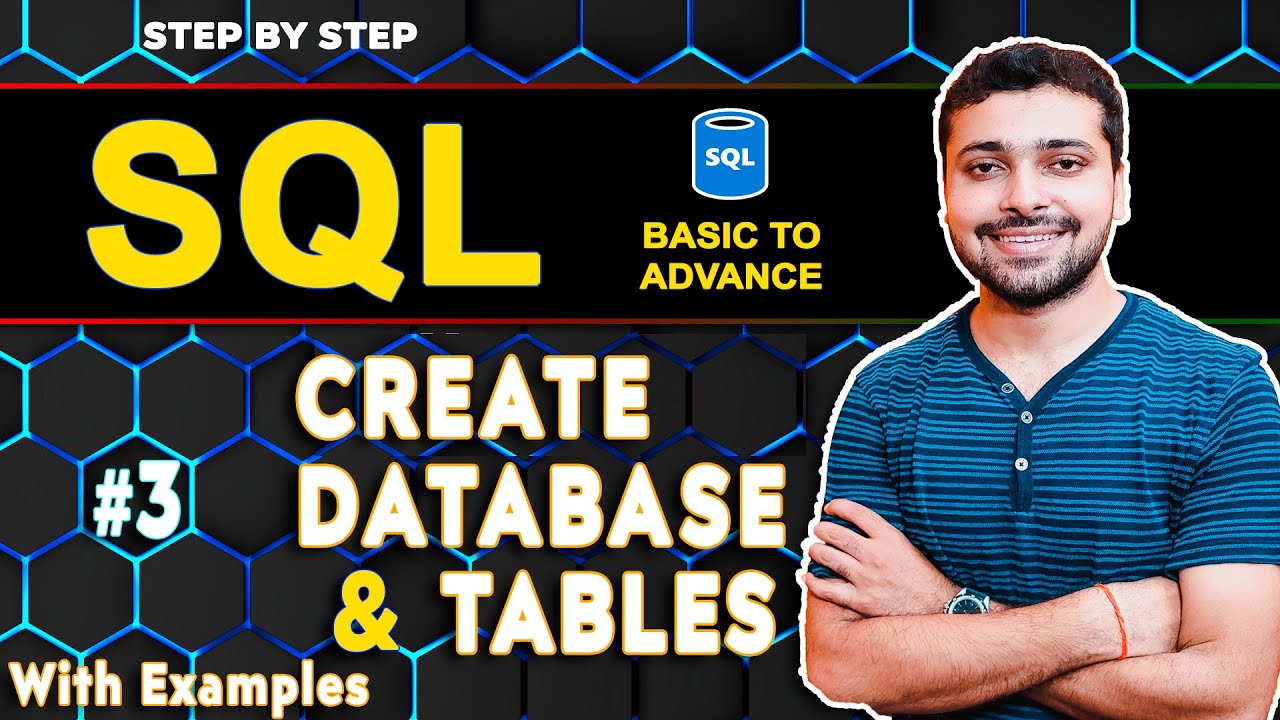 STEP BY STEP
SQL
SQL
BASIC TO
ADVANCE
CREATE
#3
DATABASE
& TABLES
With Examples